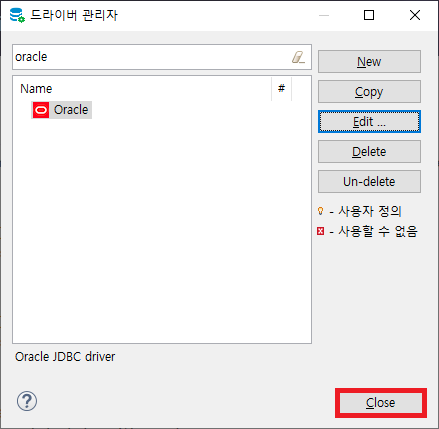 드라이버 관리자
oracle
Name #
Oracle
New
Copy
Edit ...
Delete
Un-delete
- 사용자 정의
- 사용할 수 없음
Oracle JDBC driver
Close